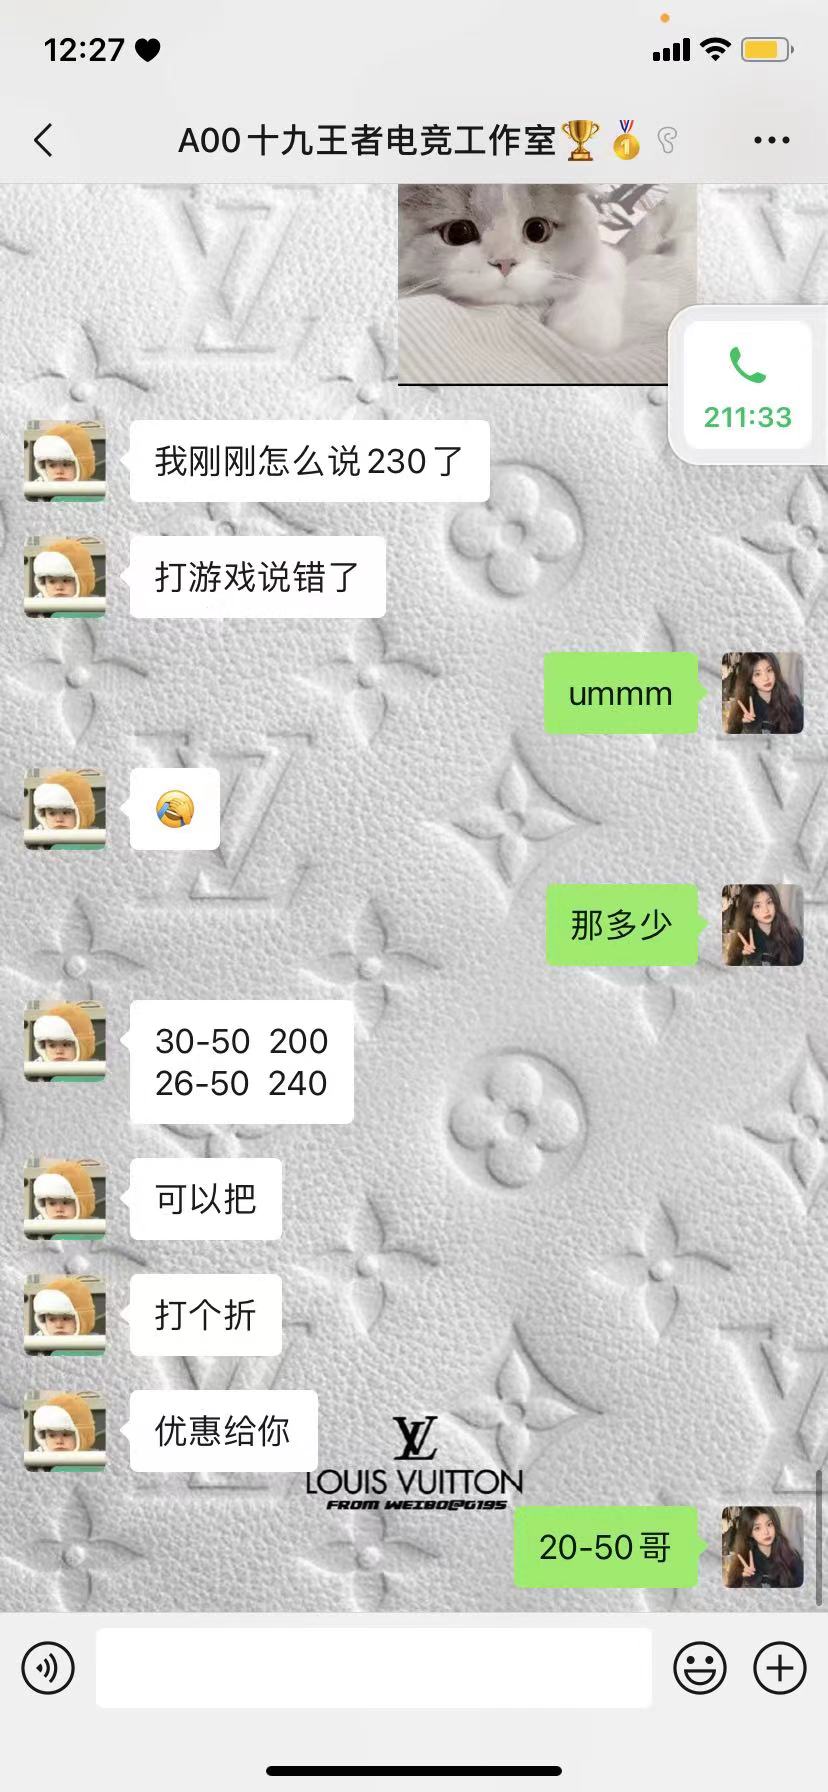 12:27
A00十九王者电竞工作室
211:33
我刚刚怎么说230了
打游戏说错了
ummm
那多少
30-50 200
26-50 240
可以把
打个折
优惠给你
LOUIS VUITTON
FROM WEIBO@G195
20-50哥